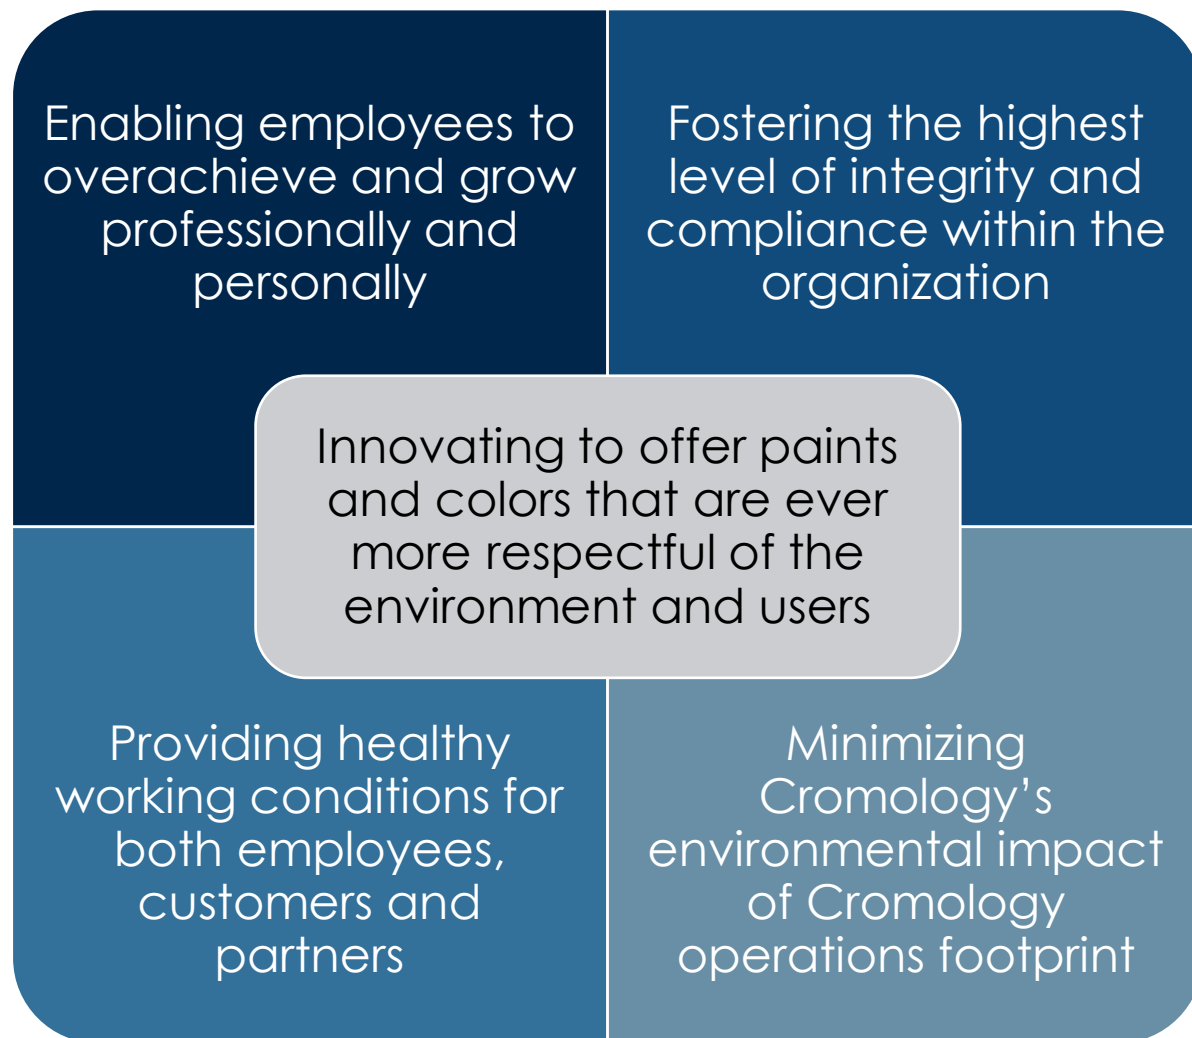 Enabling employees to
overachieve and grow
professionally and
personally
Fostering the highest
level of integrity and
compliance within the
organization
Innovating to offer paints
and colors that are ever
more respectful of the
environment and users
Providing healthy
working conditions for
both employees,
customers and
partners
Minimizing
Cromology’s
environmental impact
of Cromology
operations footprint